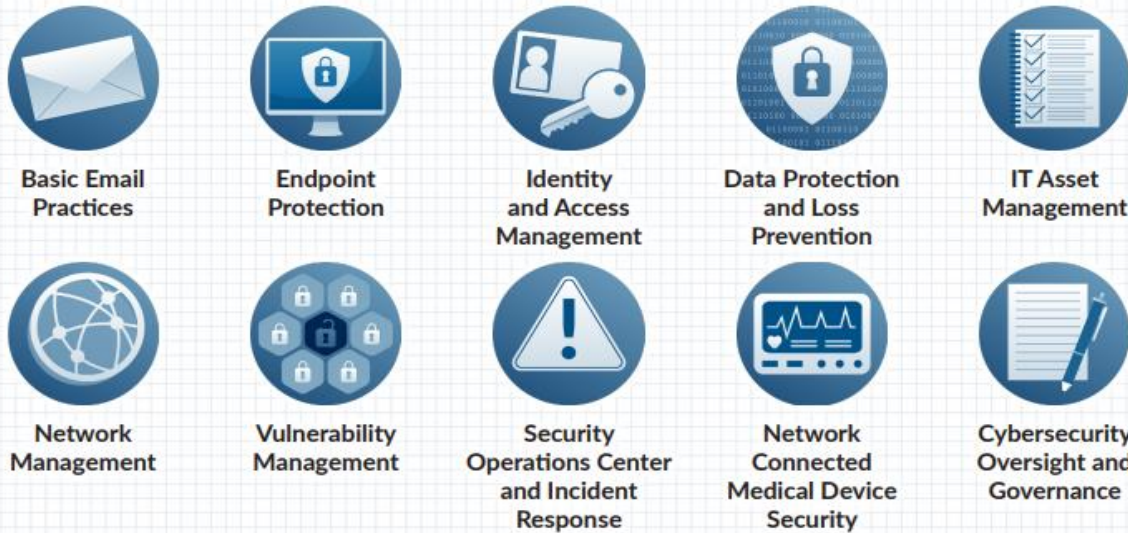 Basic Email
Practices
Endpoint
Protection
Identity
and Access
Management
Data Protection
and Loss
Prevention
IT Asset
Management
Network
Management
Vulnerability
Management
Security
Operations Center
and Incident
Response
Network
Connected
Medical Device
Security
Cybersecurity
Oversight and
Governance